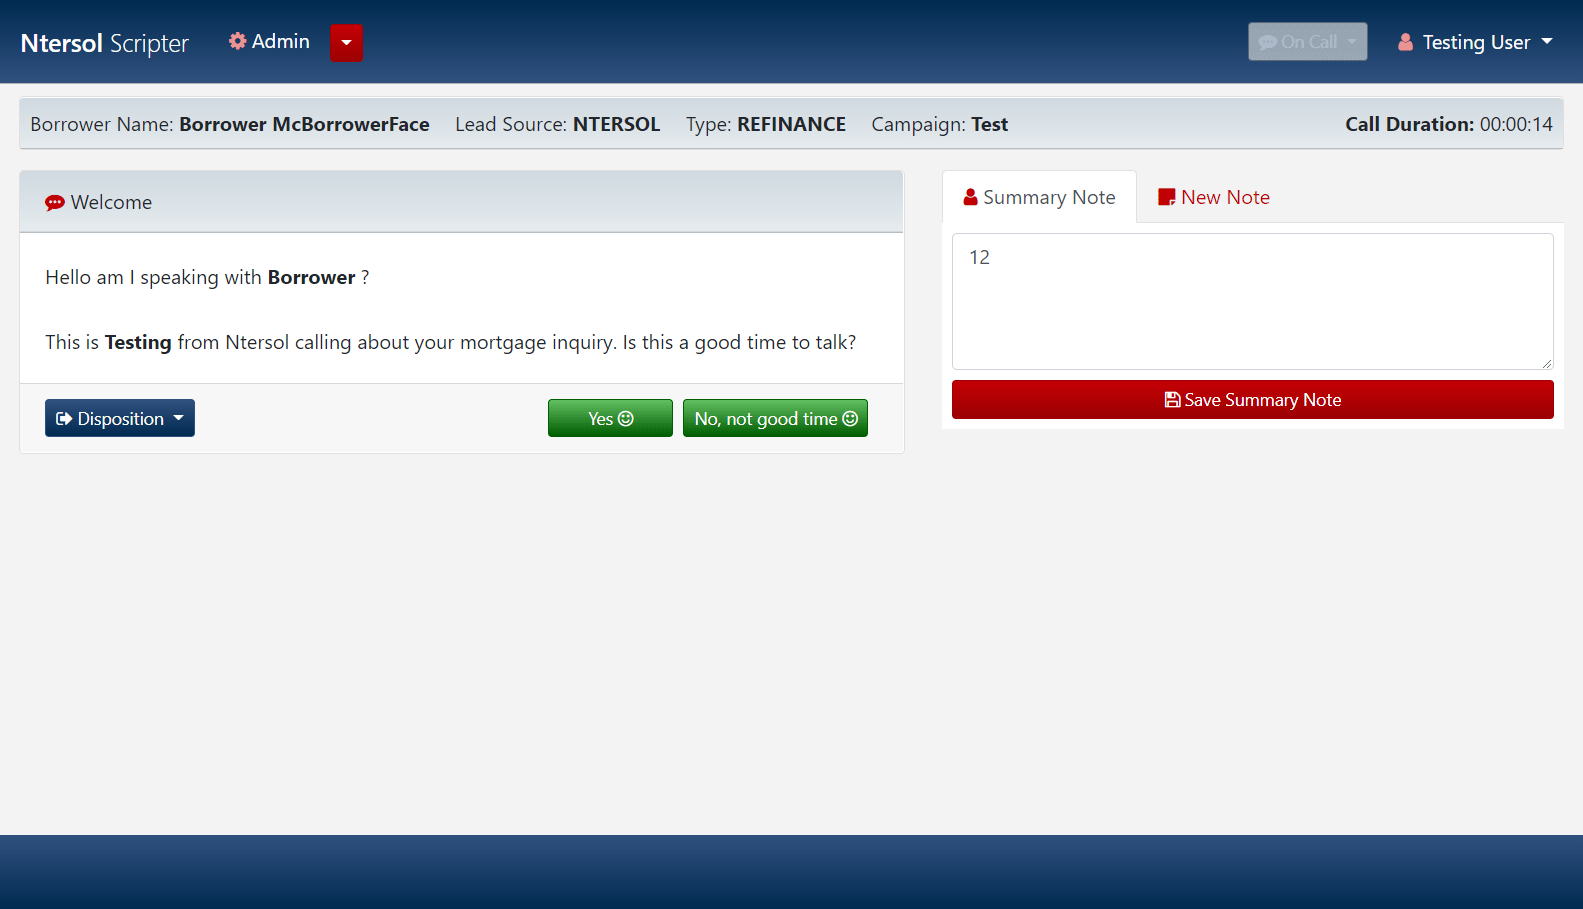 Ntersol Scripter Admin On Call Testing User
Borrower Name: Borrower McBorrowerFace Lead Source: NTERSOL Type: REFINANCE Campaign: Test Call Duration: 00:00:14
Welcome
Hello am I speaking with Borrower ?
This is Testing from Ntersol calling about your mortgage inquiry. Is this a good time to talk?
Disposition Yes No, not good time
Summary Note New Note
12
Save Summary Note